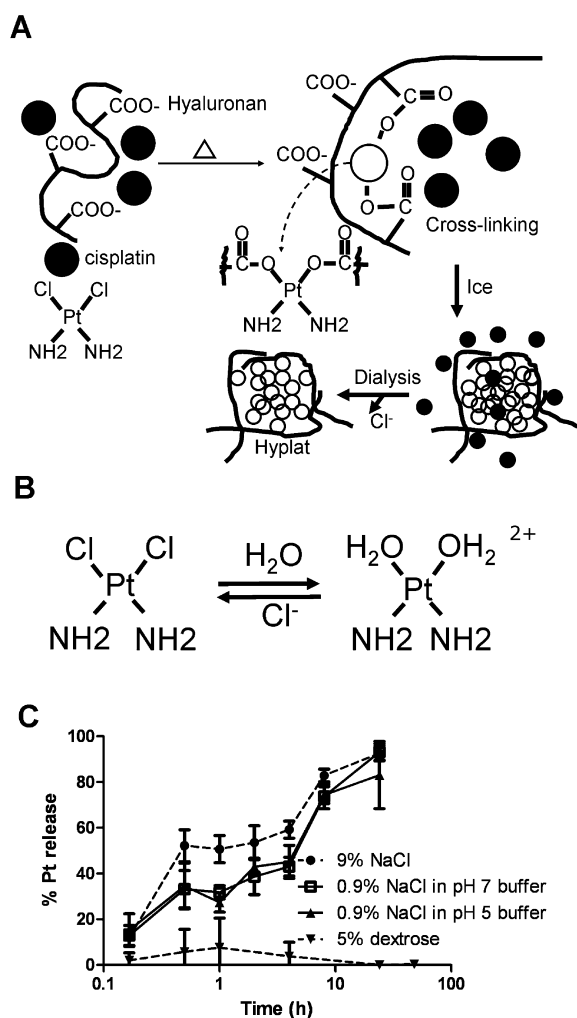 A
COO-
Hyaluronan
COO-
COO-
cisplatin
Cl Cl
Pt
NH2 NH2
COO-
COO-
O
C O
O
O C
O
Cross-linking
O O
C O O C
Pt
NH2 NH2
Ice
Dialysis
Cl-
Hyplat
B
Cl Cl
Pt
NH2 NH2
H2O
Cl-
H2O OH2 2+
Pt
NH2 NH2
C
% Pt release
100
80
60
40
20
0
9% NaCl
0.9% NaCl in pH 7 buffer
0.9% NaCl in pH 5 buffer
5% dextrose
0.1 1 10 100
Time (h)